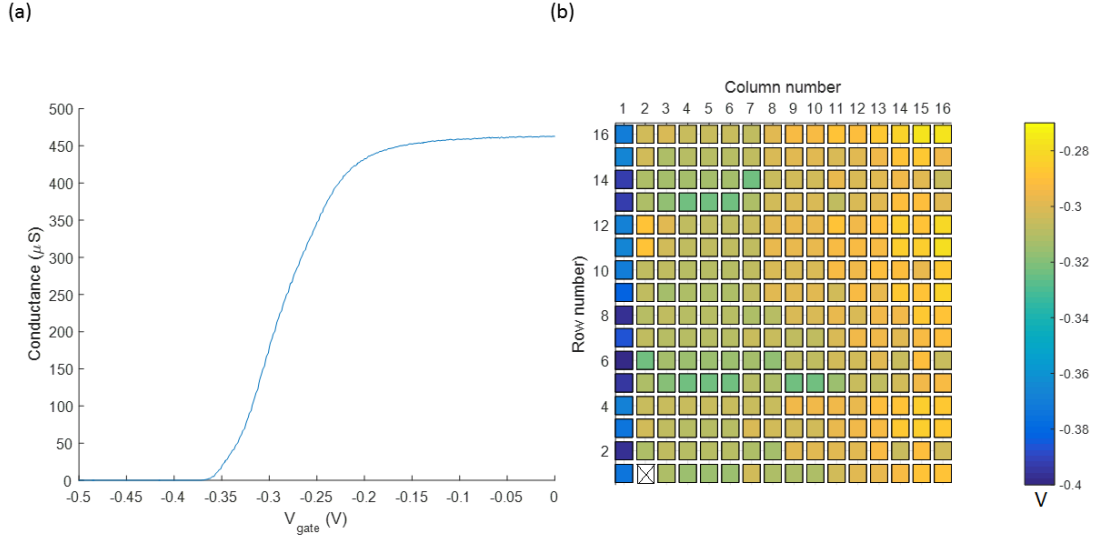 (a)
(b)
500
450
400
350
300
250
200
150
100
50
0
Conductance (μ S)
-0.5 -0.45 -0.4 -0.35 -0.3 -0.25 -0.2 -0.15 -0.1 -0.05 0
V_gate (V)
Column number
1 2 3 4 5 6 7 8 9 10 11 12 13 14 15 16
16
14
12
10
8
6
4
2
Row number)
-0.28
-0.3
-0.32
-0.34
-0.36
-0.38
-0.4
V